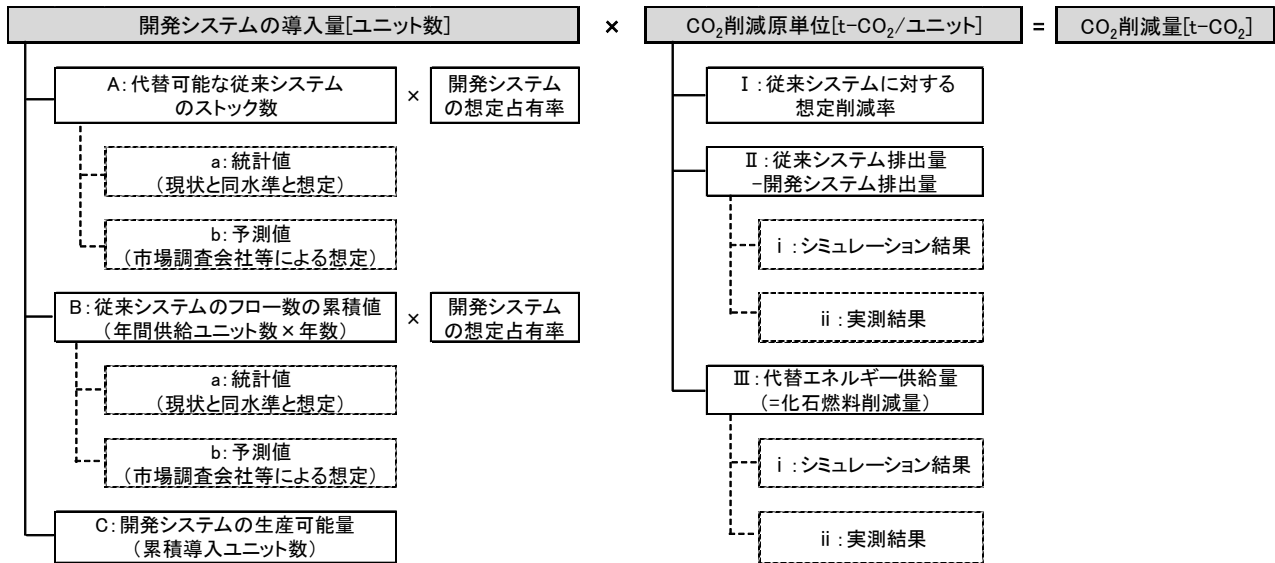 開発システムの導入量[ユニット数] × CO₂削減原単位[t-CO₂/ユニット] = CO₂削減量[t-CO₂]
A:代替可能な従来システム
のストック数
×
開発システム
の想定占有率
a:統計値
(現状と同水準と想定)
b:予測値
(市場調査会社等による想定)
B:従来システムのフロー数の累積値
(年間供給ユニット数×年数)
×
開発システム
の想定占有率
a:統計値
(現状と同水準と想定)
b:予測値
(市場調査会社等による想定)
C:開発システムの生産可能量
(累積導入ユニット数)
Ⅰ:従来システムに対する
想定削減率
Ⅱ:従来システム排出量
-開発システム排出量
ⅰ:シミュレーション結果
ⅱ:実測結果
Ⅲ:代替エネルギー供給量
(=化石燃料削減量)
ⅰ:シミュレーション結果
ⅱ:実測結果